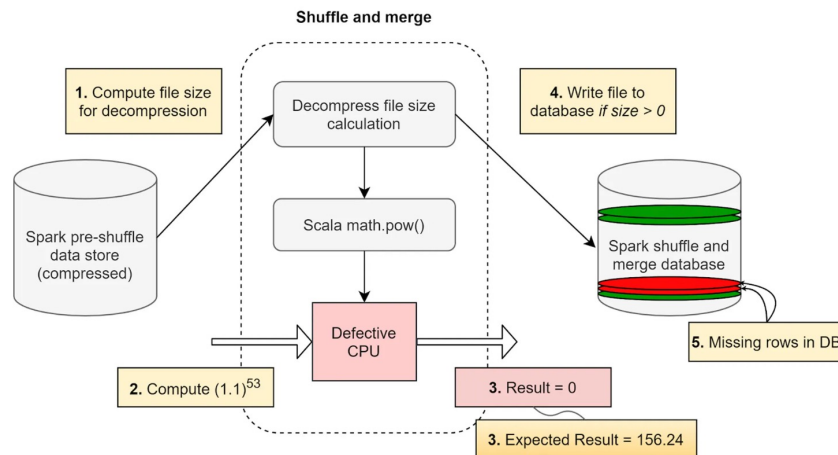 Shuffle and merge
1. Compute file size
for decompression
Decompress file size
calculation
4. Write file to
database if size > 0
Spark pre-shuffle
data store
(compressed)
Scala math.pow()
Spark shuffle and
merge database
Defective
CPU
5. Missing rows in DB
2. Compute (1.1)⁵³
3. Result = 0
3. Expected Result = 156.24